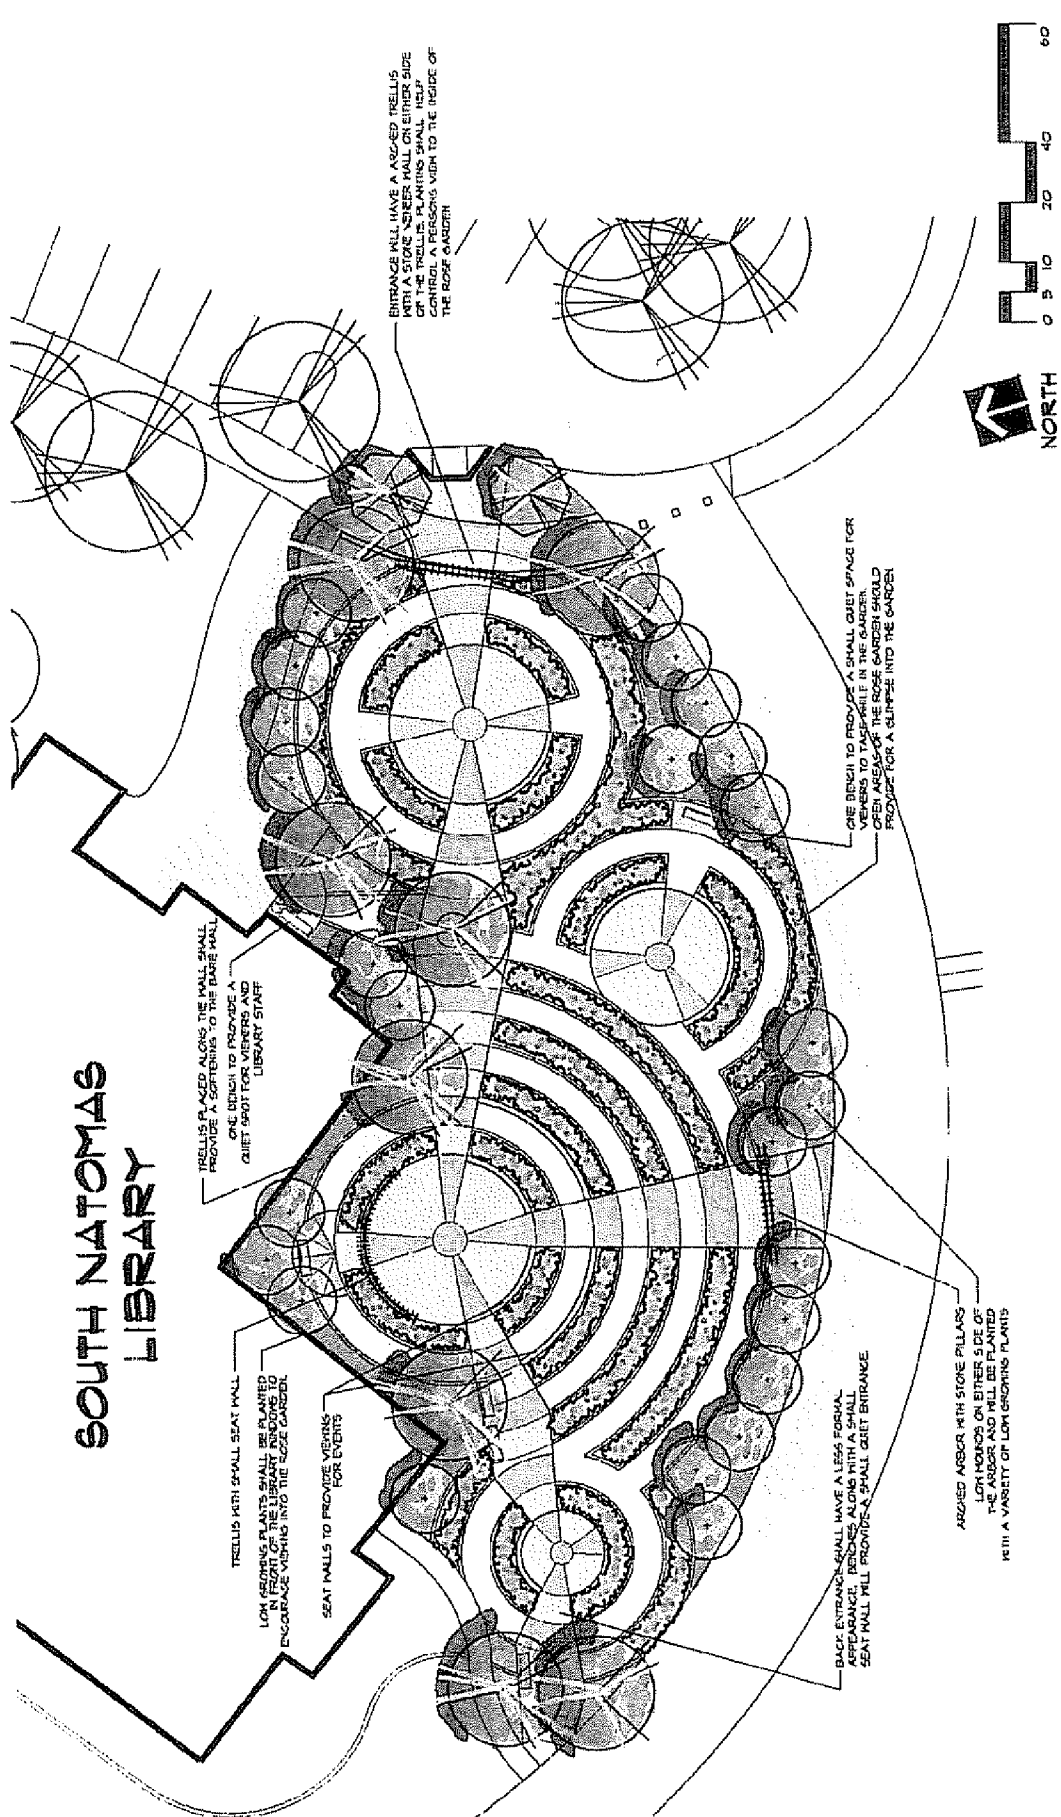 SOUTH NATOMAS
LIBRARY
TRELLIS PLACED ALONG THE WALL SHALL
PROVIDE A SOFTENING TO THE BARE WALL
ONE BENCH TO PROVIDE A
QUIET SPOT FOR VIEWERS AND
LIBRARY STAFF
TRELLIS WITH SMALL SEAT WALL
LOW GROWING PLANTS SHALL BE PLANTED
IN FRONT OF THE LIBRARY WINDOWS TO
ENCOURAGE VIEWING INTO THE ROSE GARDEN.
SEAT WALLS TO PROVIDE VIEWING
FOR EVENTS
ENTRANCE WILL HAVE A ARCHED TRELLIS
WITH A STONE VENEER WALL ON EITHER SIDE
OF THE TRELLIS. PLANTING SHALL HELP
CONTROL A PERSONS VIEW TO THE INSIDE OF
THE ROSE GARDEN
ONE BENCH TO PROVIDE A SMALL QUIET SPACE FOR
VIEWERS TO WHILE IN THE GARDEN.
OPEN AREAS OF THE ROSE GARDEN SHOULD
PROVIDE FOR A GLIMPSE INTO THE GARDEN
BACK ENTRANCE SHALL HAVE A LESS FORMAL
APPEARANCE. BENCHES ALONG WITH A SMALL
SEAT WALL WILL PROVIDE A SMALL QUIET ENTRANCE.
ARCHED ARBOR WITH STONE PILLARS
LOW MOUNDS ON EITHER SIDE OF
THE ARBOR AND WILL BE PLANTED
WITH A VARIETY OF LOW GROWING PLANTS
NORTH
0 5 10 20 40 60